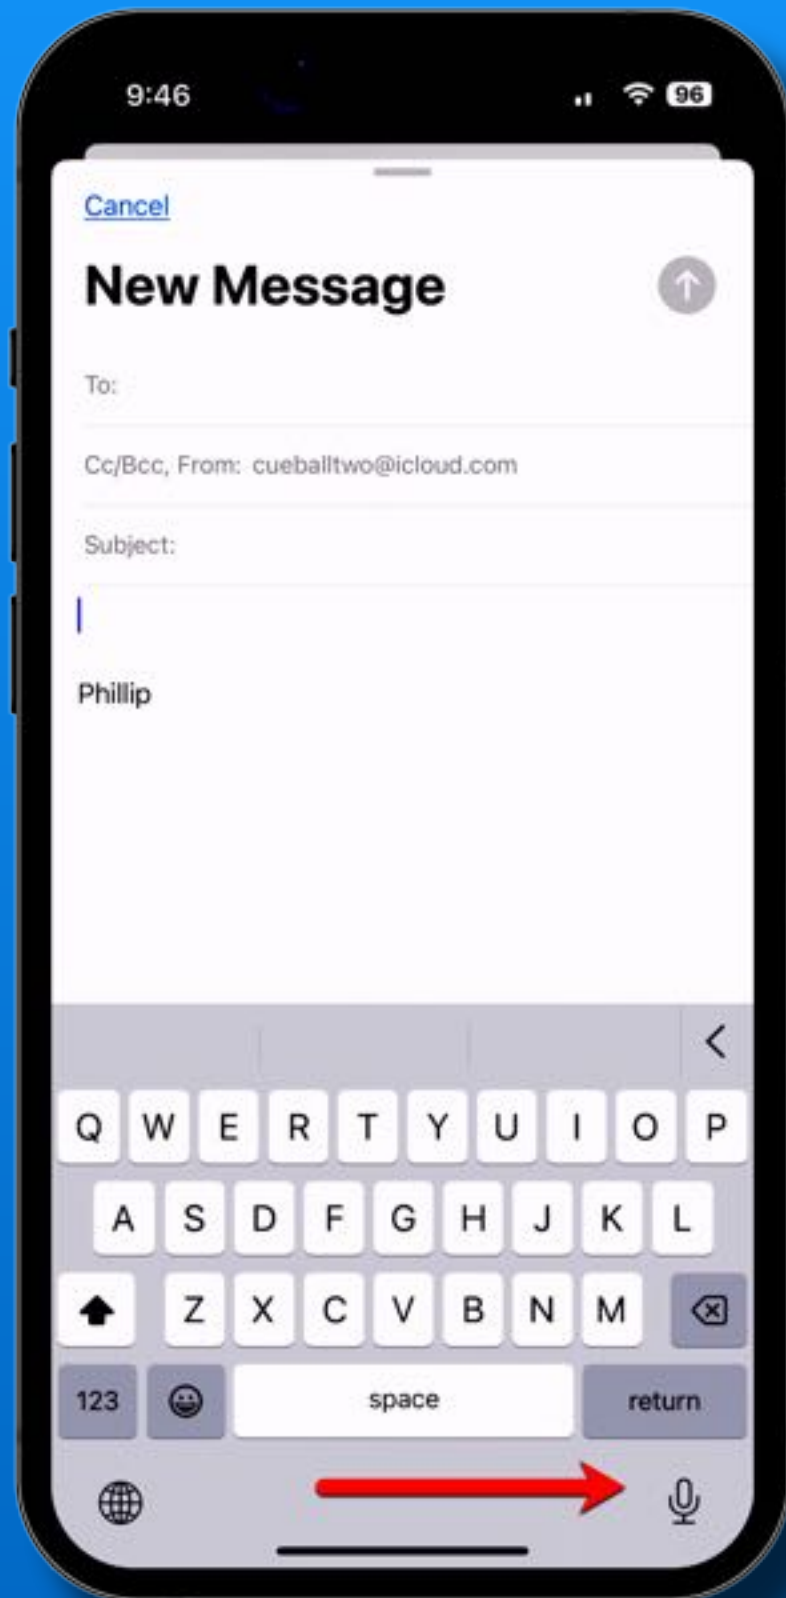 9:46 96
Cancel
New Message
To:
Cc/Bcc, From: cueballtwo@icloud.com
Subject:
Phillip
Q W E R T Y U I O P
A S D F G H J K L
Z X C V B N M
123 space return